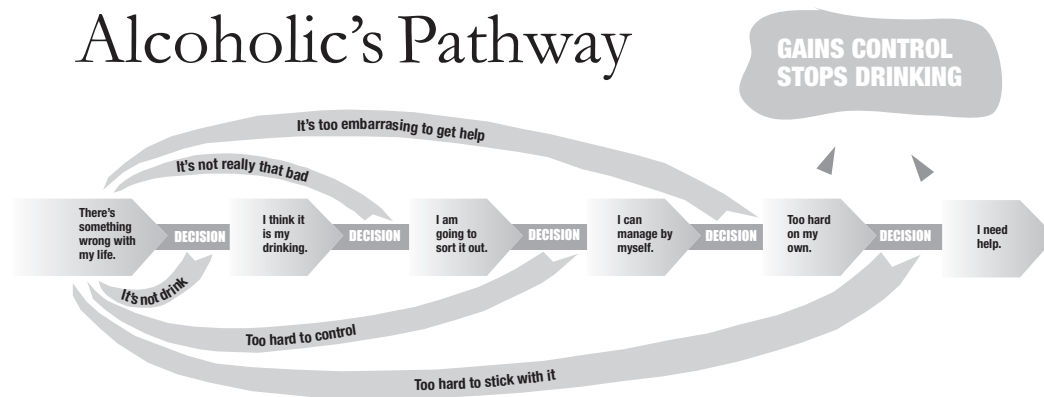 Alcoholic's Pathway
GAINS CONTROL
STOPS DRINKING
It's too embarrasing to get help
It's not really that bad
There's
something
wrong with
my life.
DECISION
I think it
is my
drinking.
DECISION
I am
going to
sort it out.
DECISION
I can
manage by
myself.
DECISION
Too hard
on my
own.
DECISION
I need
help.
It's not drink
Too hard to control
Too hard to stick with it